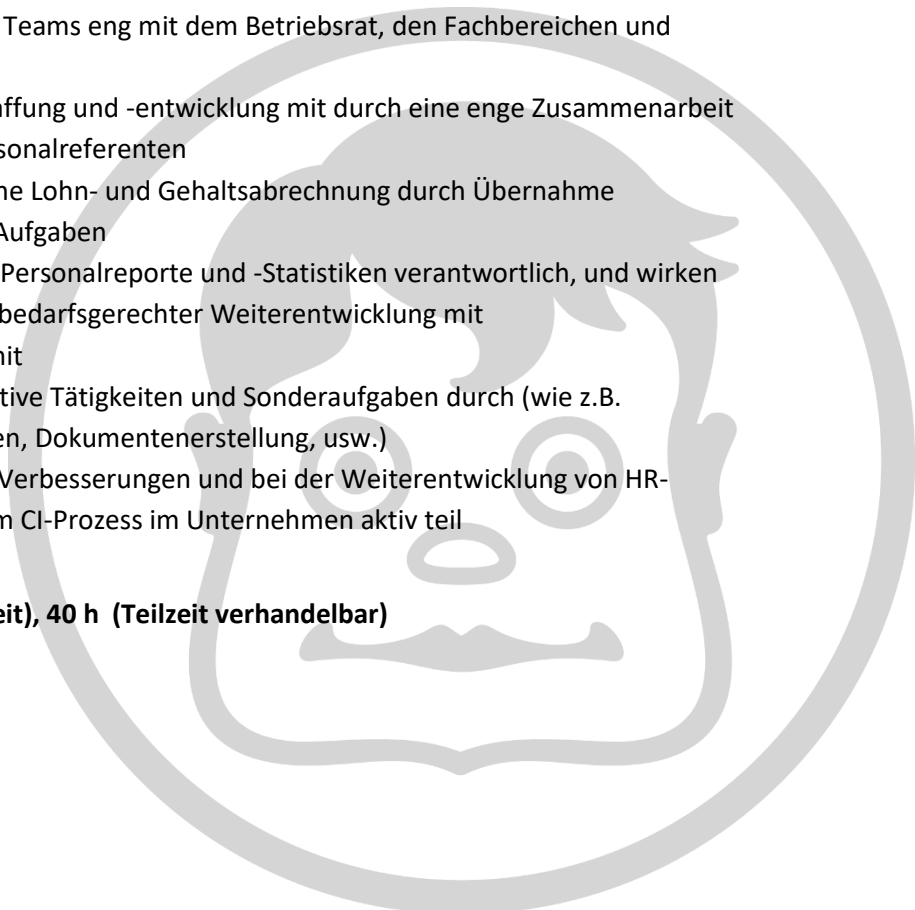 Teams eng mit dem Betriebsrat, den Fachbereichen und
affung und -entwicklung mit durch eine enge Zusammenarbeit
sonalreferenten
ne Lohn- und Gehaltsabrechnung durch Übernahme
Aufgaben
Personalreporte und -Statistiken verantwortlich, und wirken
bedarfsgerechter Weiterentwicklung mit
mit
tive Tätigkeiten und Sonderaufgaben durch (wie z.B.
en, Dokumentenerstellung, usw.)
Verbesserungen und bei der Weiterentwicklung von HR-
m CI-Prozess im Unternehmen aktiv teil
eit), 40 h (Teilzeit verhandelbar)